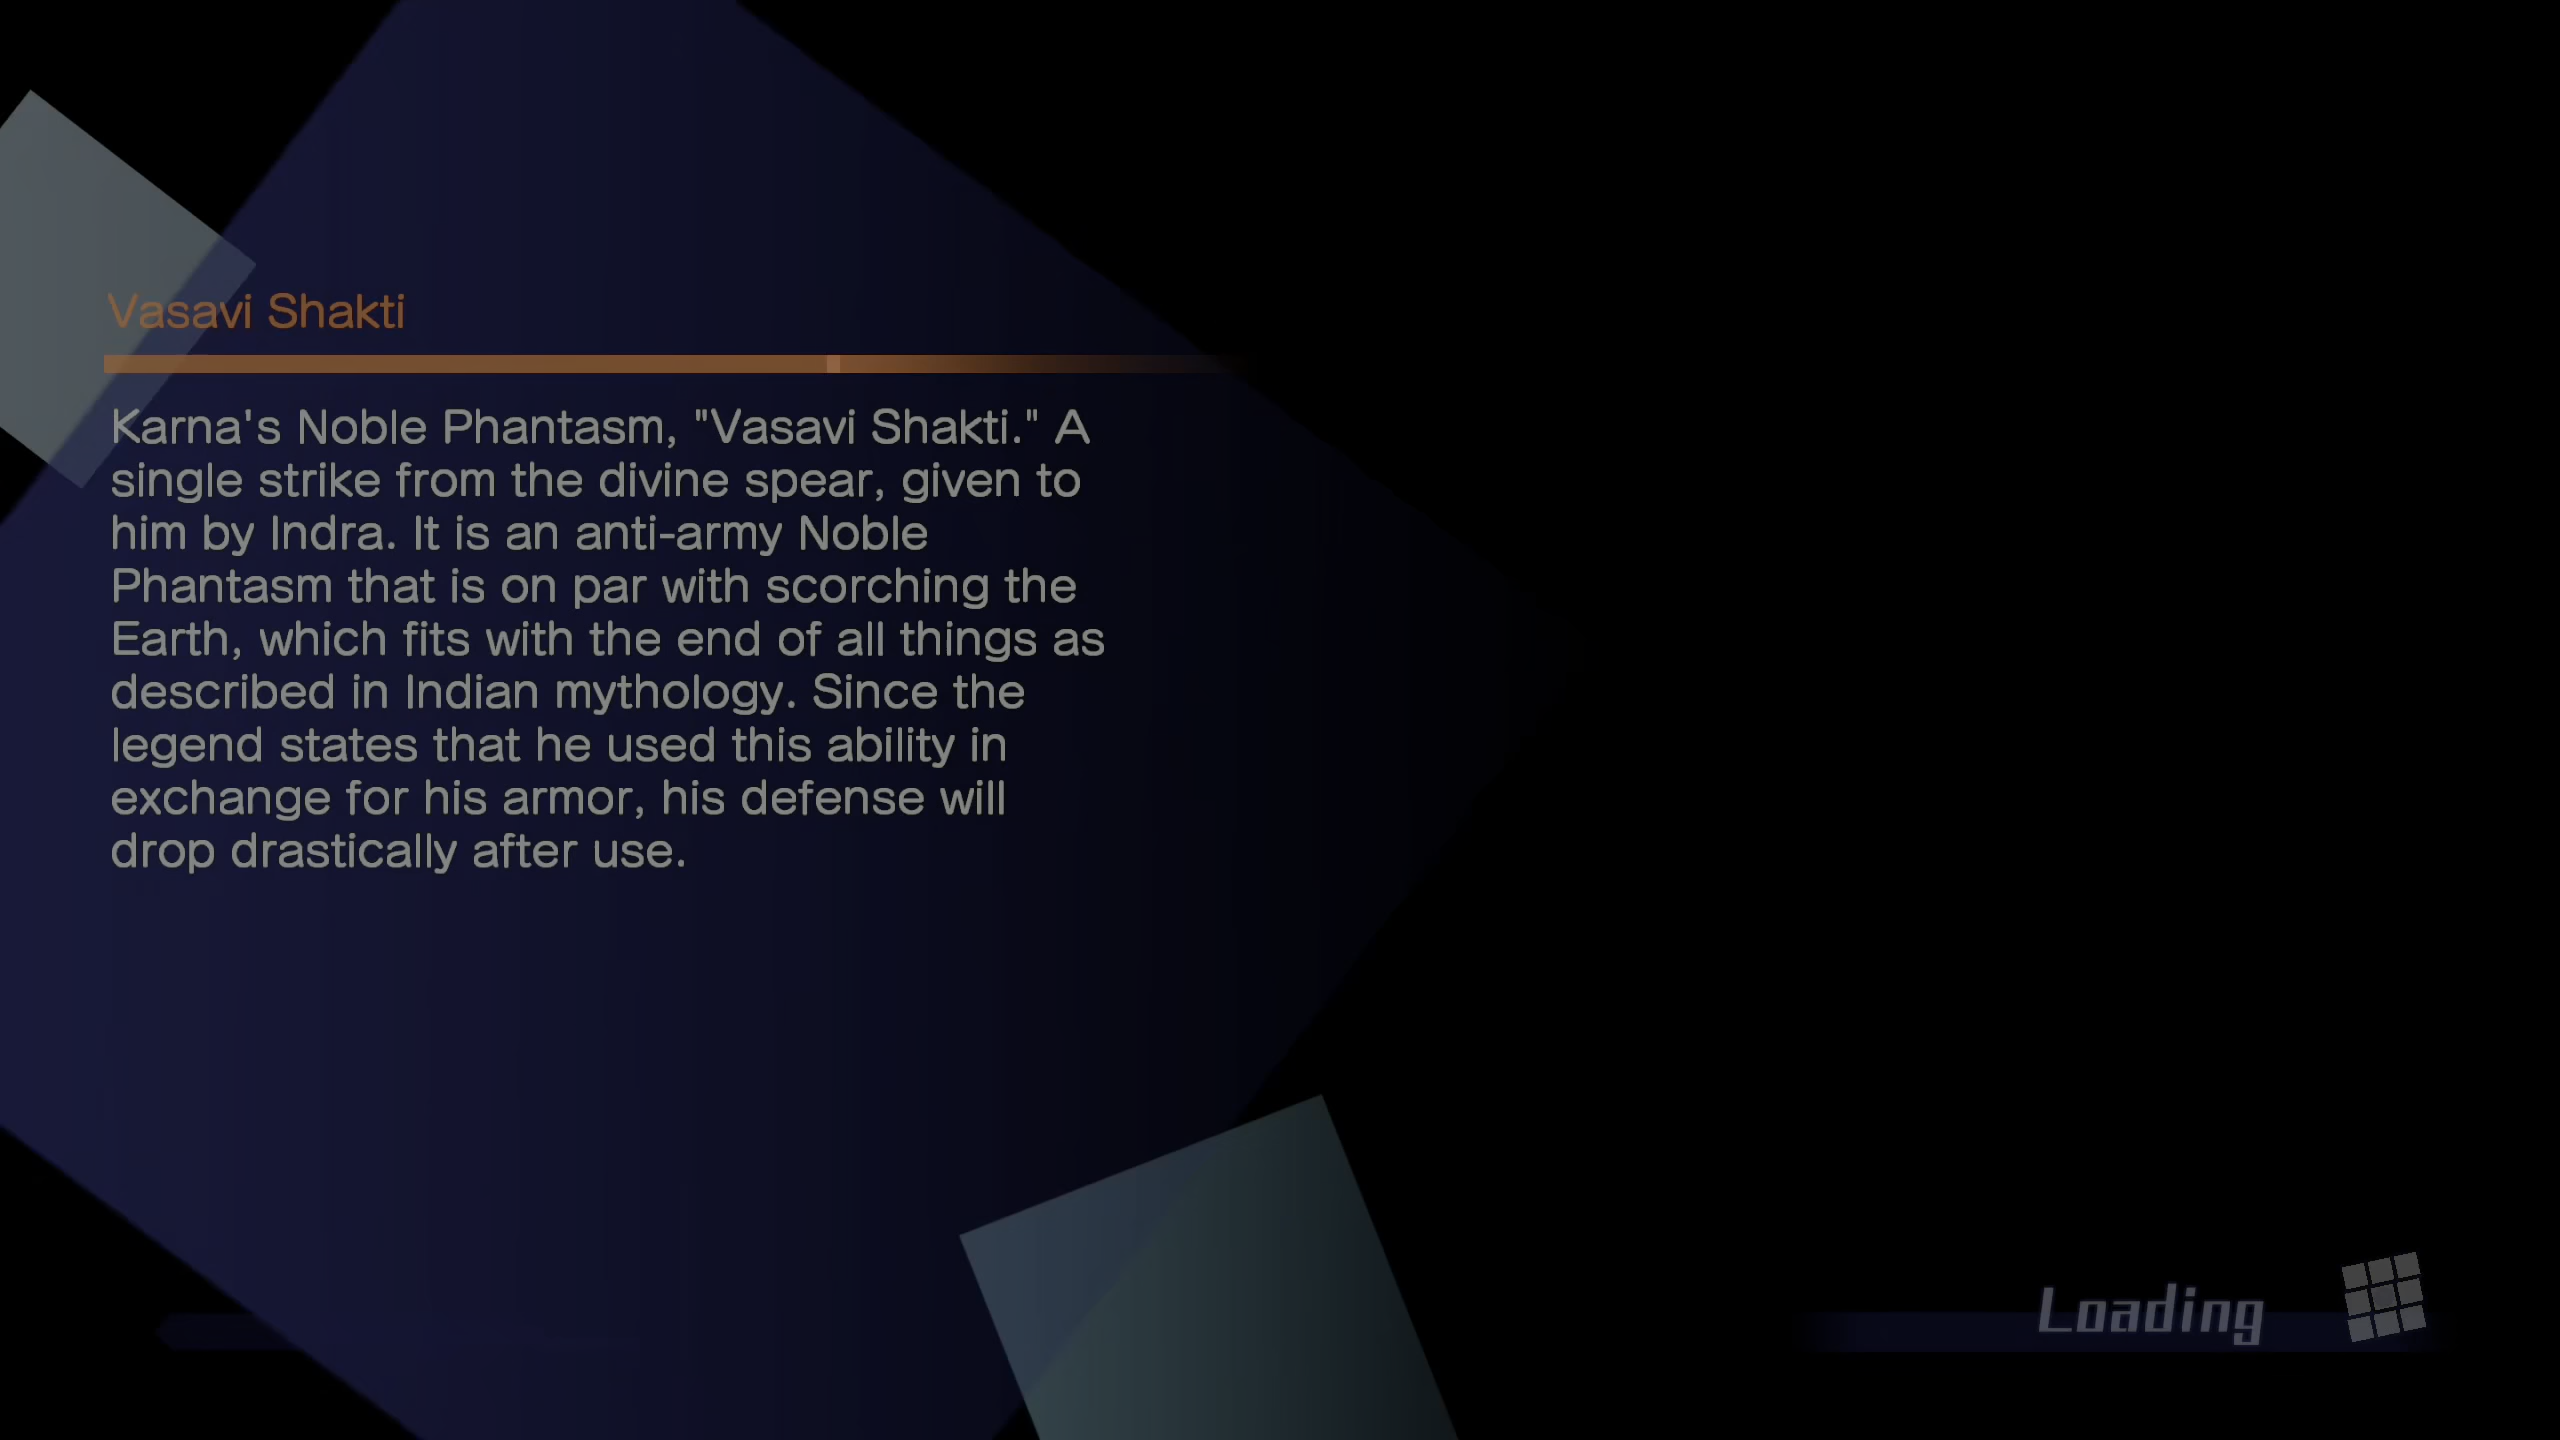 Vasavi Shakti
Karna's Noble Phantasm, "Vasavi Shakti." A
single strike from the divine spear, given to
him by Indra. It is an anti-army Noble
Phantasm that is on par with scorching the
Earth, which fits with the end of all things as
described in Indian mythology. Since the
legend states that he used this ability in
exchange for his armor, his defense will
drop drastically after use.
Loading